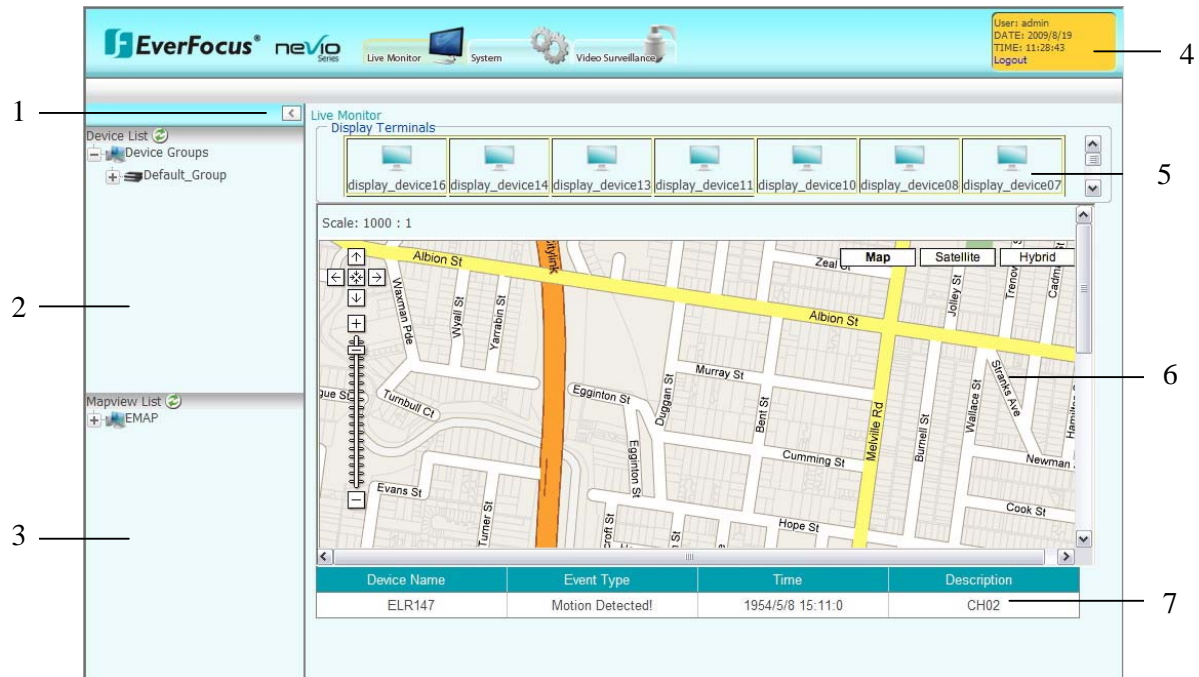 EverFocus® nevio
Series
Live Monitor
System
Video Surveillance
User: admin
DATE: 2009/8/19
TIME: 11:28:43
Logout
4
1
Device List
Device Groups
Default_Group
2
Mapview List
EMAP
3
Live Monitor
Display Terminals
display_device16 display_device14 display_device13 display_device11 display_device10 display_device08 display_device07
5
Scale: 1000 : 1
Map
Satellite
Hybrid
Albion St
Citylink
Waxman Pde
Wyall St
Yarrabin St
Turnbull Ct
Evans St
Turner St
Egginton St
Egginton St
Duggan St
Murray St
Bent St
Cumming St
Hope St
Albion St
Melville Rd
Burnell St
Jolley St
Wallace St
Stranks Ave
Newman
Cook St
6
Device Name Event Type Time Description
ELR147 Motion Detected! 1954/5/8 15:11:0 CH02
7